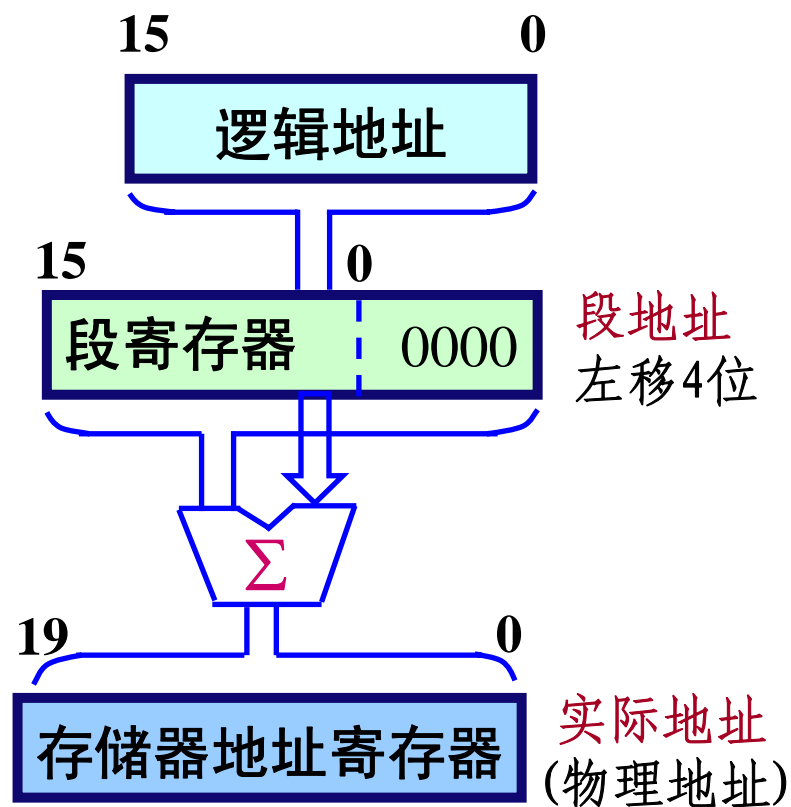 15 0
逻辑地址
15 0
段寄存器 0000
段地址
左移4位
Σ
19 0
存储器地址寄存器
实际地址
(物理地址)